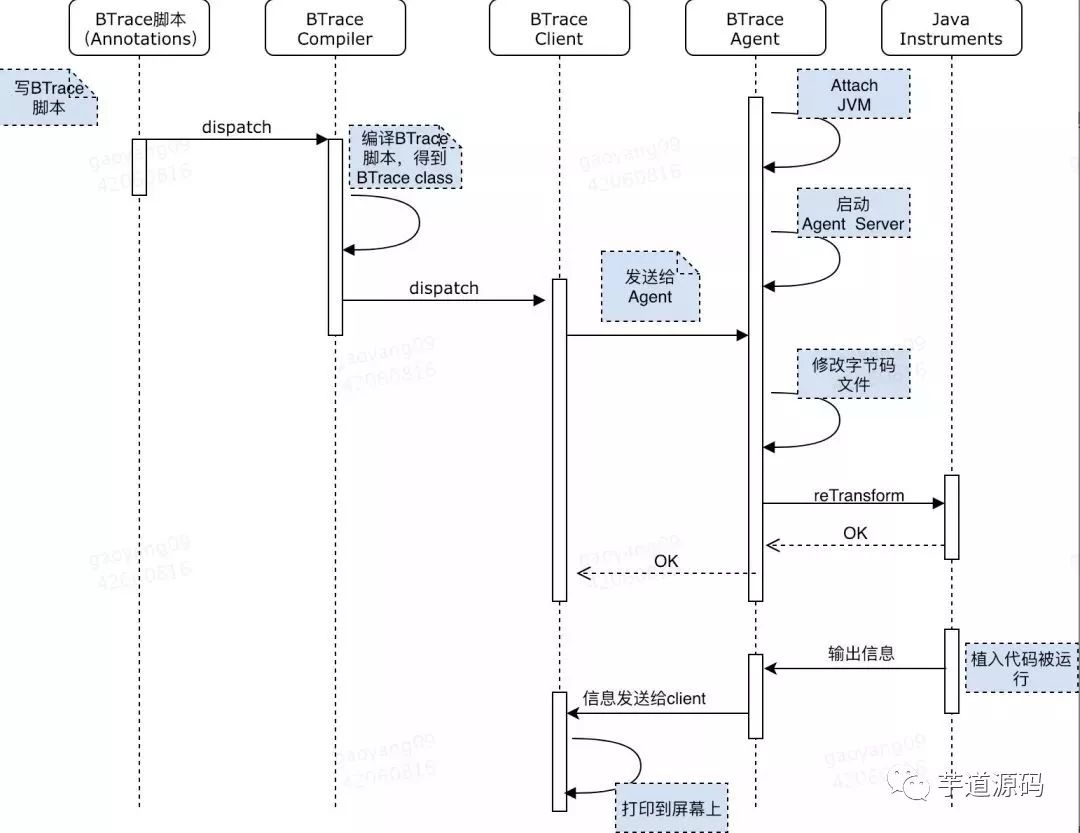 BTrace脚本
(Annotations)
BTrace
Compiler
BTrace
Client
BTrace
Agent
Java
Instruments
写BTrace
脚本
Attach
JVM
dispatch
编译BTrace
脚本，得到
BTrace class
gaoyang09
42060816
gaoyang09
42060816
启动
Agent Server
dispatch
发送给
Agent
gaoyang09
42060816
修改字节码
文件
reTransform
OK
OK
gaoyang09
42060816
gaoyang09
42060816
输出信息
植入代码被运
行
信息发送给client
gaoyang09
42060816
gaoyang09
芋道源码
打印到屏幕上